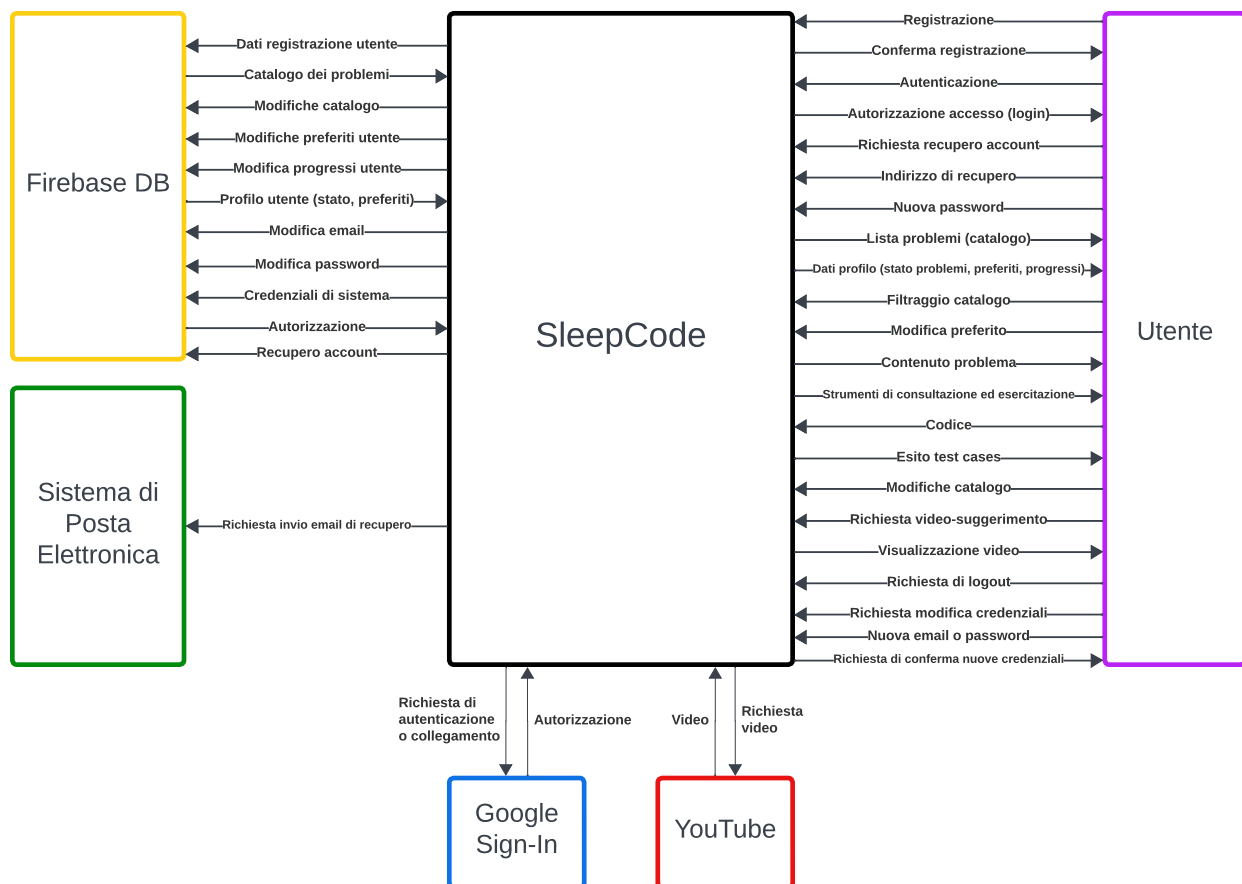 Firebase DB
Dati registrazione utente
Catalogo dei problemi
Modifiche catalogo
Modifiche preferiti utente
Modifica progressi utente
Profilo utente (stato, preferiti)
Modifica email
Modifica password
Credenziali di sistema
Autorizzazione
Recupero account
Sistema di
Posta
Elettronica
Richiesta invio email di recupero
SleepCode
Registrazione
Conferma registrazione
Autenticazione
Autorizzazione accesso (login)
Richiesta recupero account
Indirizzo di recupero
Nuova password
Lista problemi (catalogo)
Dati profilo (stato problemi, preferiti, progressi)
Filtraggio catalogo
Modifica preferito
Contenuto problema
Strumenti di consultazione ed esercitazione
Codice
Esito test cases
Modifiche catalogo
Richiesta video-suggerimento
Visualizzazione video
Richiesta di logout
Richiesta modifica credenziali
Nuova email o password
Richiesta di conferma nuove credenziali
Utente
Richiesta di
autenticazione
o collegamento
Autorizzazione
Video
Richiesta
video
Google
Sign-In
YouTube